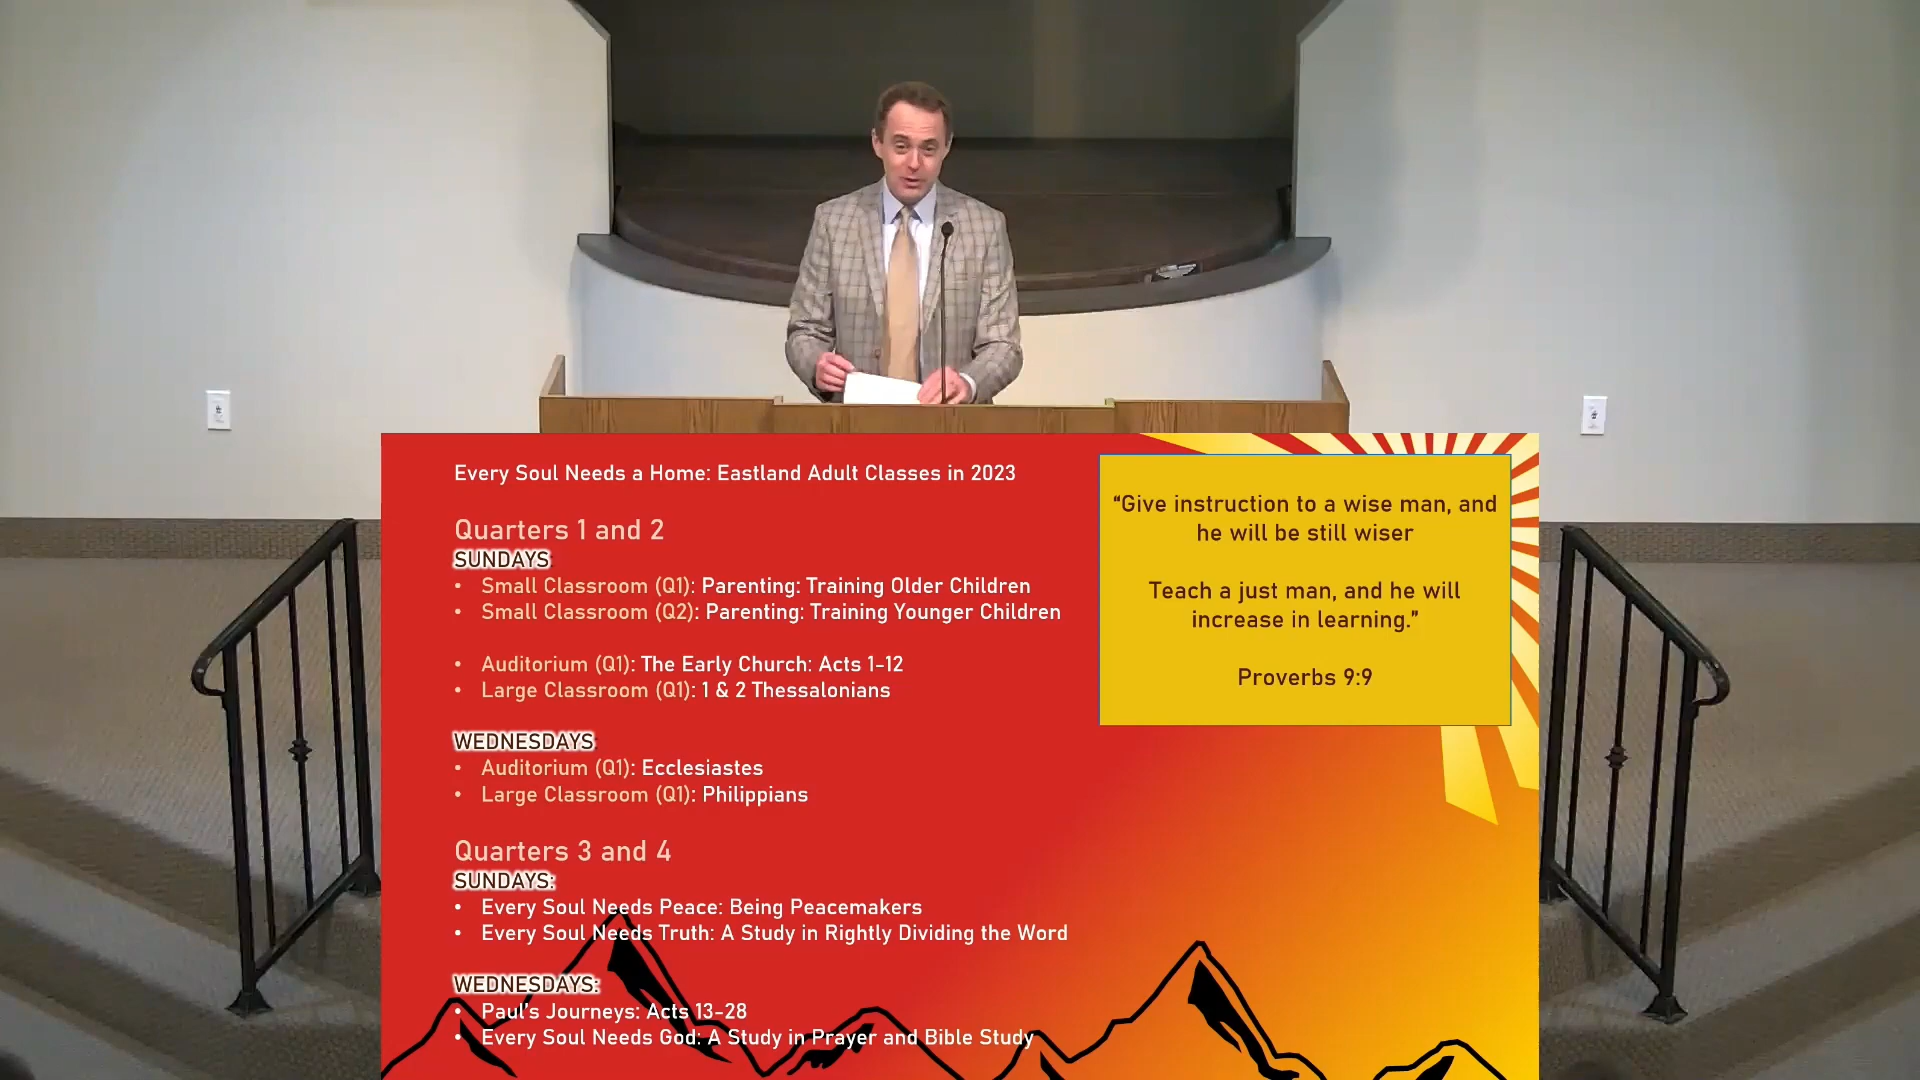 Every Soul Needs a Home: Eastland Adult Classes in 2023
Quarters 1 and 2
SUNDAYS
• Small Classroom (Q1): Parenting: Training Older Children
• Small Classroom (Q2): Parenting: Training Younger Children
• Auditorium (Q1): The Early Church: Acts 1-12
• Large Classroom (Q1): 1 & 2 Thessalonians
WEDNESDAYS
• Auditorium (Q1): Ecclesiastes
• Large Classroom (Q1): Philippians
Quarters 3 and 4
SUNDAYS:
• Every Soul Needs Peace: Being Peacemakers
• Every Soul Needs Truth: A Study in Rightly Dividing the Word
WEDNESDAYS:
• Paul's Journeys: Acts 13-28
• Every Soul Needs God: A Study in Prayer and Bible Study
“Give instruction to a wise man, and
he will be still wiser
Teach a just man, and he will
increase in learning.”
Proverbs 9:9